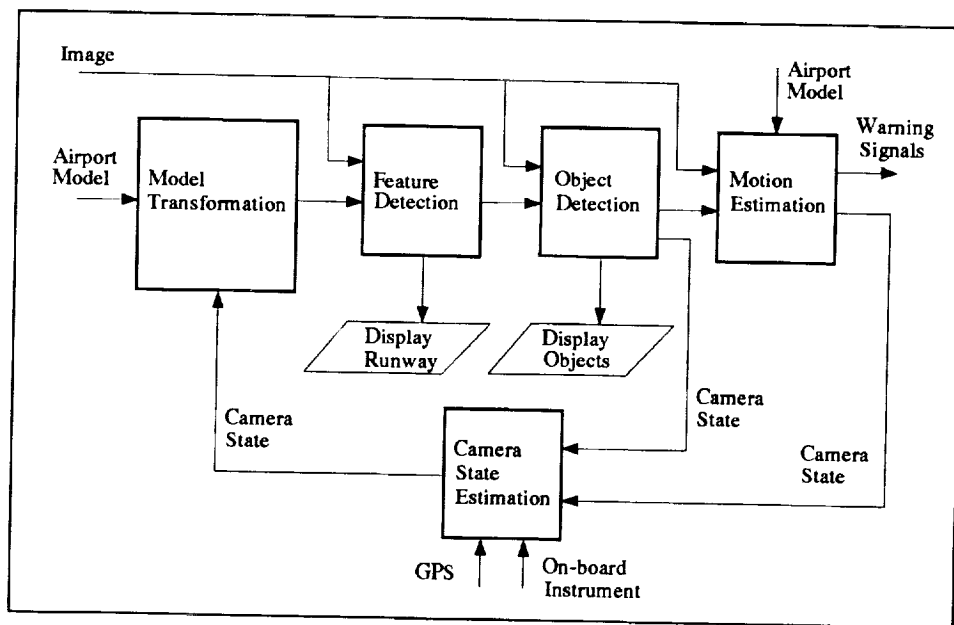 Image
Airport
Model
Warning
Signals
Airport
Model
Model
Transformation
Feature
Detection
Object
Detection
Motion
Estimation
Display
Runway
Display
Objects
Camera
State
Camera
State
Camera
State
Estimation
Camera
State
GPS
On-board
Instrument